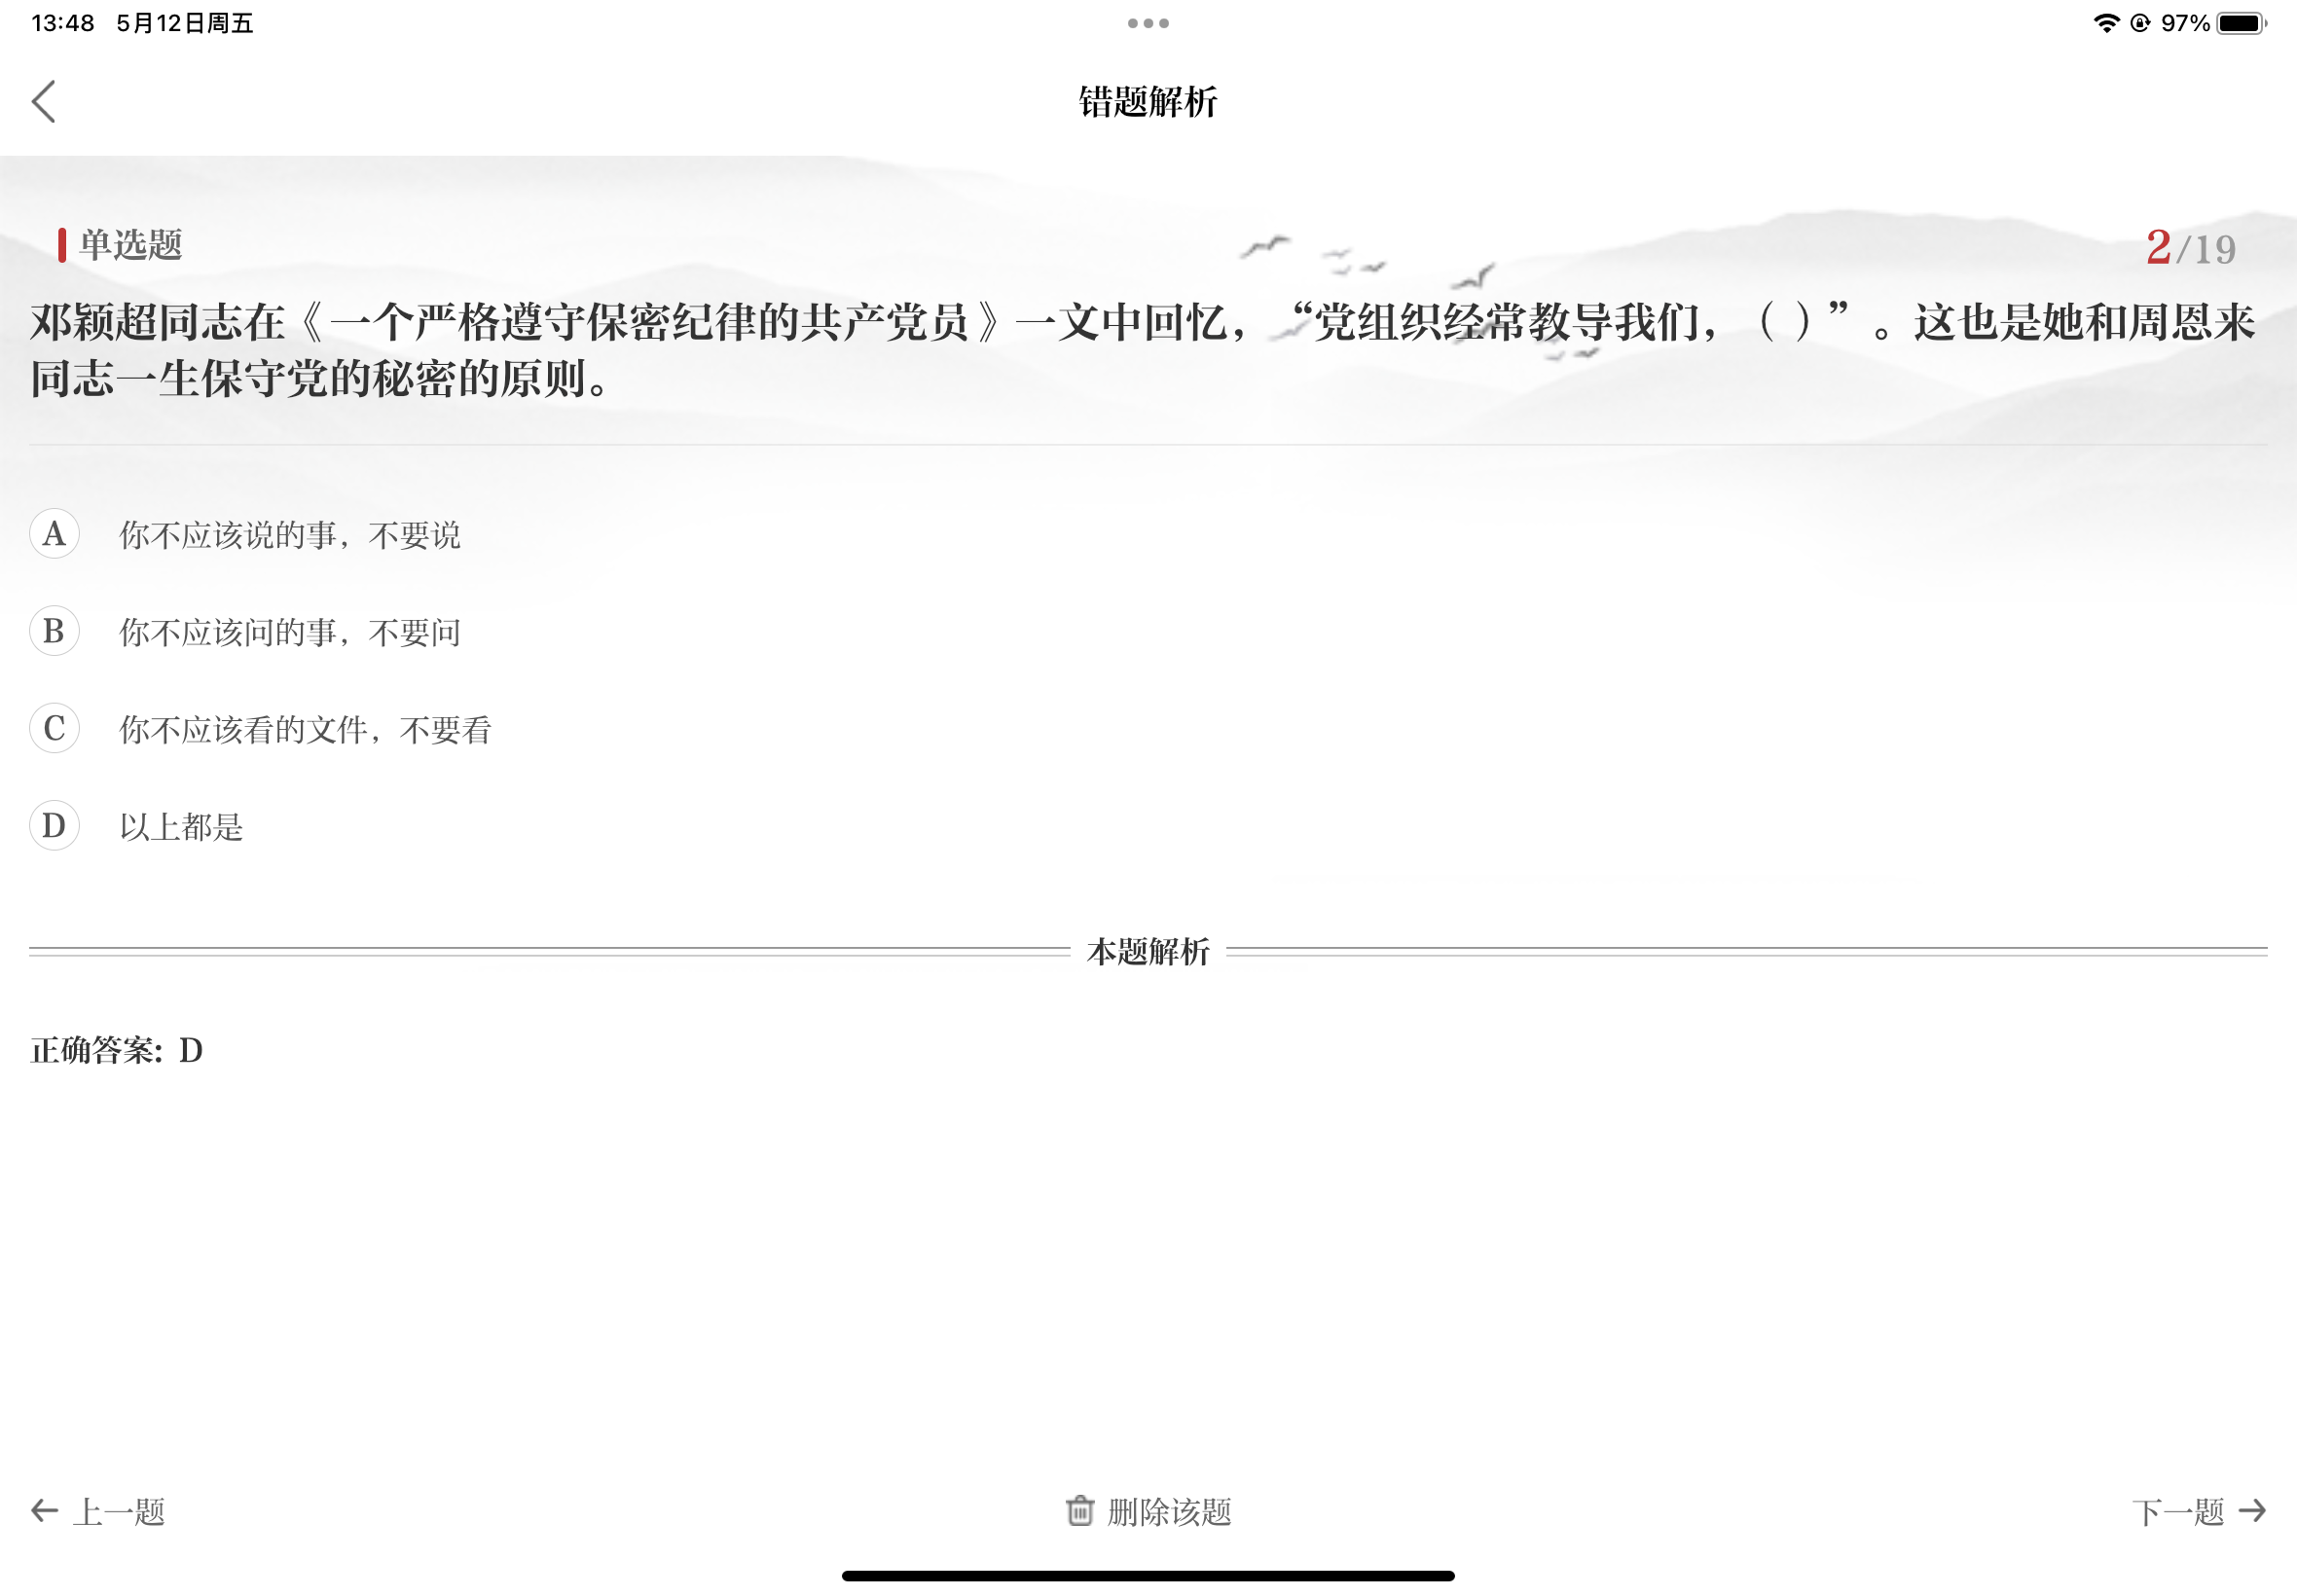 13:48 5月12日周五
97%
错题解析
单选题
2/19
邓颖超同志在《一个严格遵守保密纪律的共产党员》一文中回忆，“党组织经常教导我们，（ ）”。这也是她和周恩来
同志一生保守党的秘密的原则。
A 你不应该说的事，不要说
B 你不应该问的事，不要问
C 你不应该看的文件，不要看
D 以上都是
本题解析
正确答案: D
上一题
删除该题
下一题